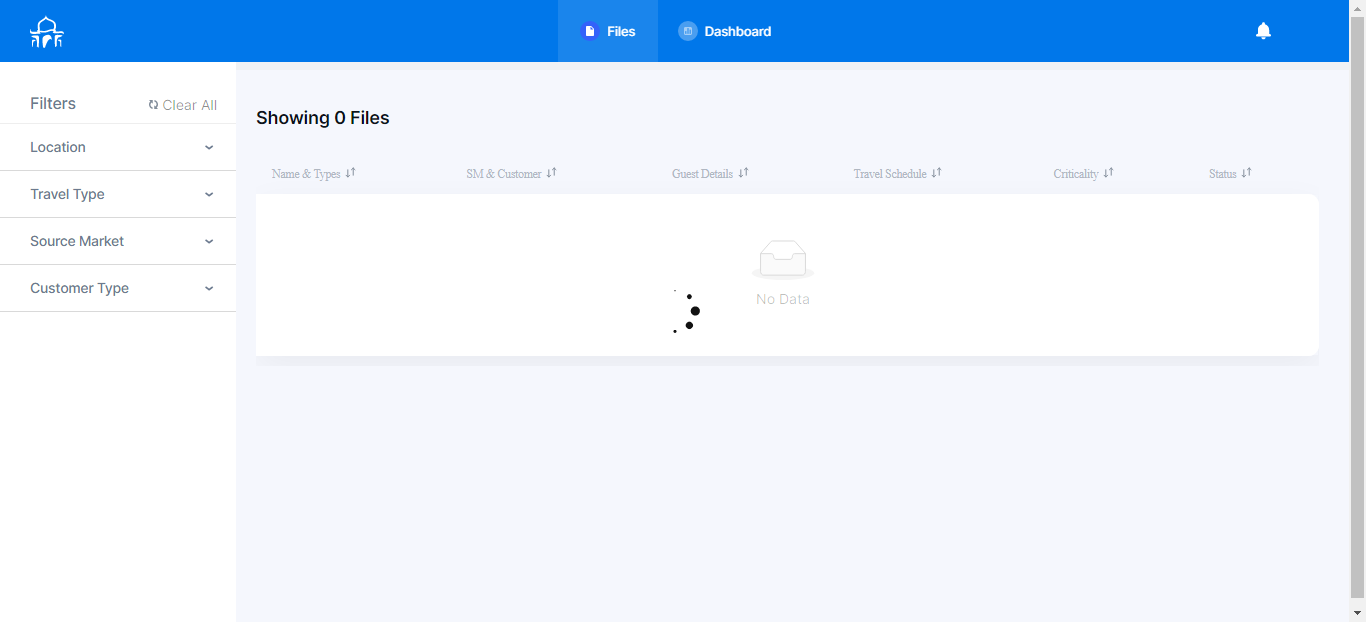 Files
Dashboard
Filters
Clear All
Location
Travel Type
Source Market
Customer Type
Showing 0 Files
Name & Types
SM & Customer
Guest Details
Travel Schedule
Criticality
Status
No Data